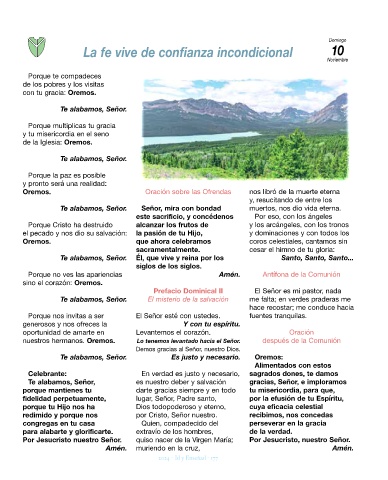 La fe vive de confianza incondicional
Domingo
10
Noviembre
Porque te compadeces
de los pobres y los visitas
con tu gracia: Oremos.
Te alabamos, Señor.
Porque multiplicas tu gracia
y tu misericordia en el seno
de la Iglesia: Oremos.
Te alabamos, Señor.
Porque la paz es posible
y pronto será una realidad:
Oremos.
Te alabamos, Señor.
Porque Cristo ha destruido
el pecado y nos dio su salvación:
Oremos.
Te alabamos, Señor.
Porque no ves las apariencias
sino el corazón: Oremos.
Te alabamos, Señor.
Porque nos invitas a ser
generosos y nos ofreces la
oportunidad de amarte en
nuestros hermanos. Oremos.
Te alabamos, Señor.
Celebrante:
Te alabamos, Señor,
porque mantienes tu
fidelidad perpetuamente,
porque tu Hijo nos ha
redimido y porque nos
congregas en tu casa
para alabarte y glorificarte.
Por Jesucristo nuestro Señor.
Amén.
Oración sobre las Ofrendas
Señor, mira con bondad
este sacrificio, y concédenos
alcanzar los frutos de
la pasión de tu Hijo,
que ahora celebramos
sacramentalmente.
Él, que vive y reina por los
siglos de los siglos.
Amén.
Prefacio Dominical II
El misterio de la salvación
El Señor esté con ustedes.
Y con tu espíritu.
Levantemos el corazón.
Lo tenemos levantado hacia el Señor.
Demos gracias al Señor, nuestro Dios.
Es justo y necesario.
En verdad es justo y necesario,
es nuestro deber y salvación
darte gracias siempre y en todo
lugar, Señor, Padre santo,
Dios todopoderoso y eterno,
por Cristo, Señor nuestro.
Quien, compadecido del
extravío de los hombres,
quiso nacer de la Virgen María;
muriendo en la cruz,
nos libró de la muerte eterna
y, resucitando de entre los
muertos, nos dio vida eterna.
Por eso, con los ángeles
y los arcángeles, con los tronos
y dominaciones y con todos los
coros celestiales, cantamos sin
cesar el himno de tu gloria:
Santo, Santo, Santo...
Antífona de la Comunión
El Señor es mi pastor, nada
me falta; en verdes praderas me
hace recostar; me conduce hacia
fuentes tranquilas.
Oración
después de la Comunión
Oremos:
Alimentados con estos
sagrados dones, te damos
gracias, Señor, e imploramos
tu misericordia, para que,
por la efusión de tu Espíritu,
cuya eficacia celestial
recibimos, nos concedas
perseverar en la gracia
de la verdad.
Por Jesucristo, nuestro Señor.
Amén.